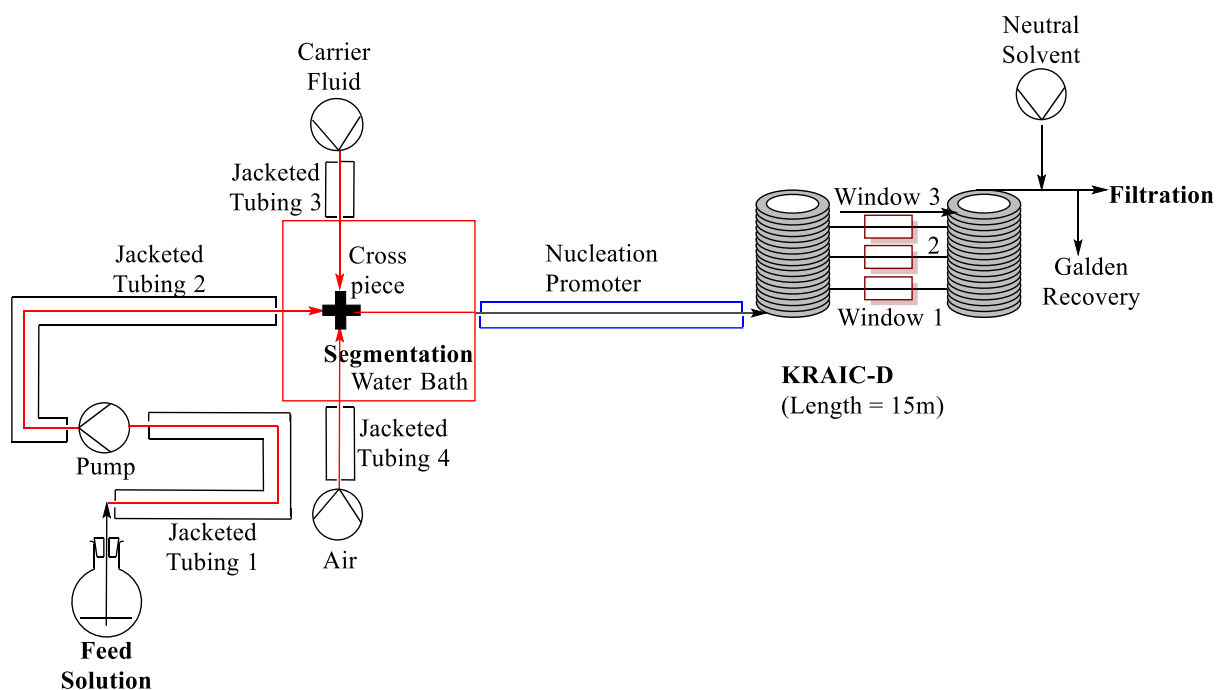 Neutral
Solvent
Carrier
Fluid
Jacketed
Tubing 3
Window 3
Filtration
Cross
piece
Nucleation
Promoter
2
Jacketed
Tubing 2
Galden
Recovery
Window 1
Segmentation
Water Bath
KRAIC-D
(Length = 15m)
Jacketed
Tubing 4
Pump
Jacketed
Tubing 1
Air
Feed
Solution